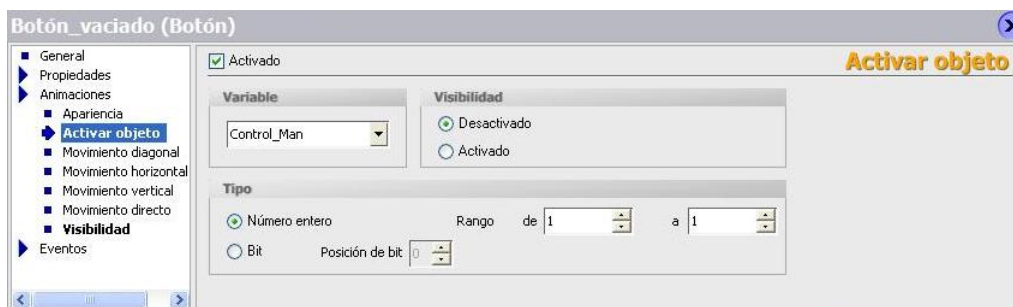 Botón_vaciado (Botón)
General
Propiedades
Animaciones
Apariencia
Activar objeto
Movimiento diagonal
Movimiento horizontal
Movimiento vertical
Movimiento directo
Visibilidad
Eventos
Activado
Activar objeto
Variable
Control_Man
Visibilidad
Desactivado
Activado
Tipo
Número entero Rango de 1 a 1
Bit Posición de bit 0